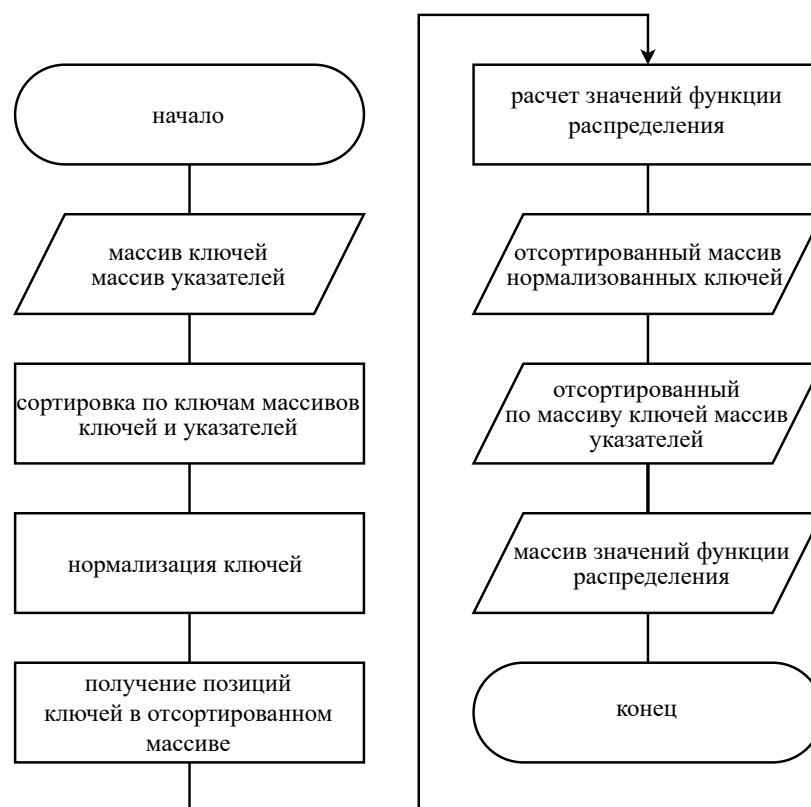 начало
массив ключей
массив указателей
сортировка по ключам массивов
ключей и указателей
нормализация ключей
получение позиций
ключей в отсортированном
массиве
расчет значений функции
распределения
отсортированный массив
нормализованных ключей
отсортированный
по массиву ключей массив
указателей
массив значений функции
распределения
конец